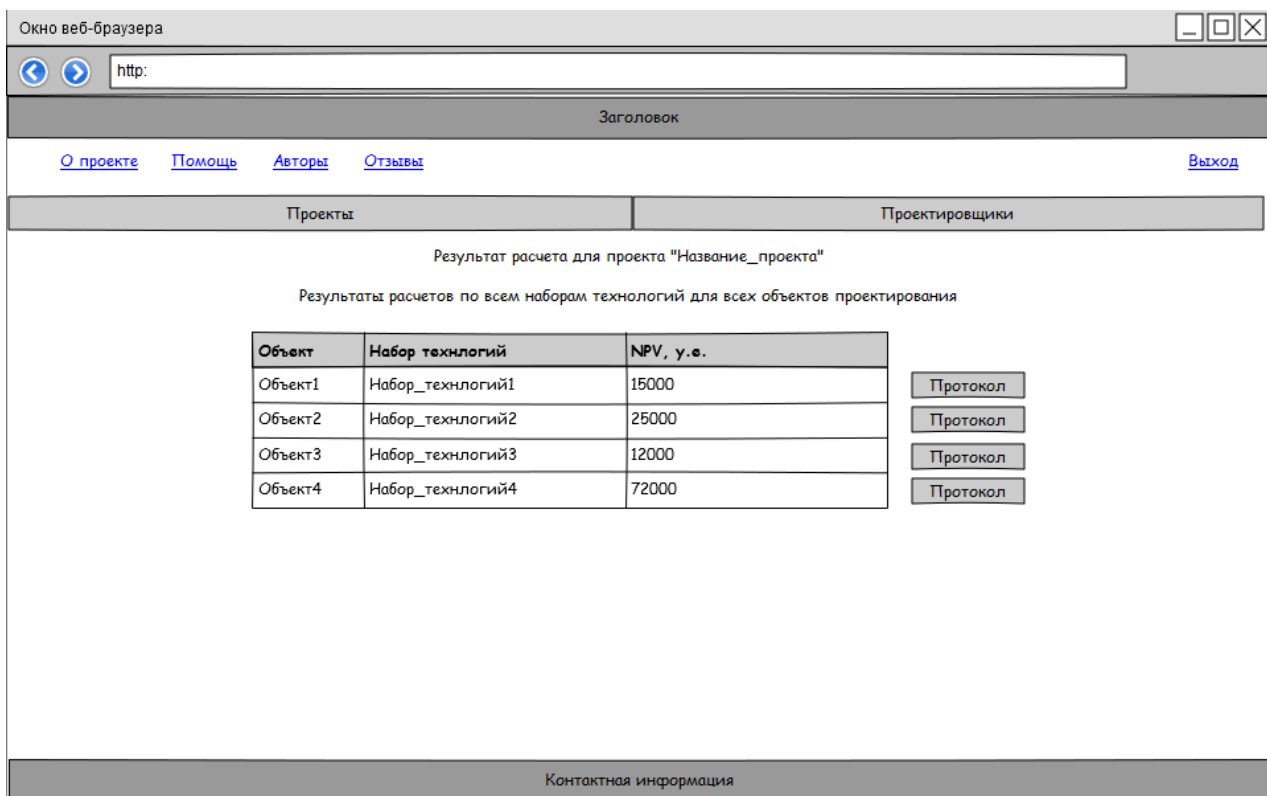 Окно веб-браузера
http:
Заголовок
О проекте Помощь Авторы Отзывы Выход
Проекты Проектировщики
Результат расчета для проекта "Название_проекта"
Результаты расчетов по всем наборам технологий для всех объектов проектирования
Объект Набор технлогий NPV, у.е.
Объект1 Набор_технлогий1 15000 Протокол
Объект2 Набор_технлогий2 25000 Протокол
Объект3 Набор_технлогий3 12000 Протокол
Объект4 Набор_технлогий4 72000 Протокол
Контактная информация